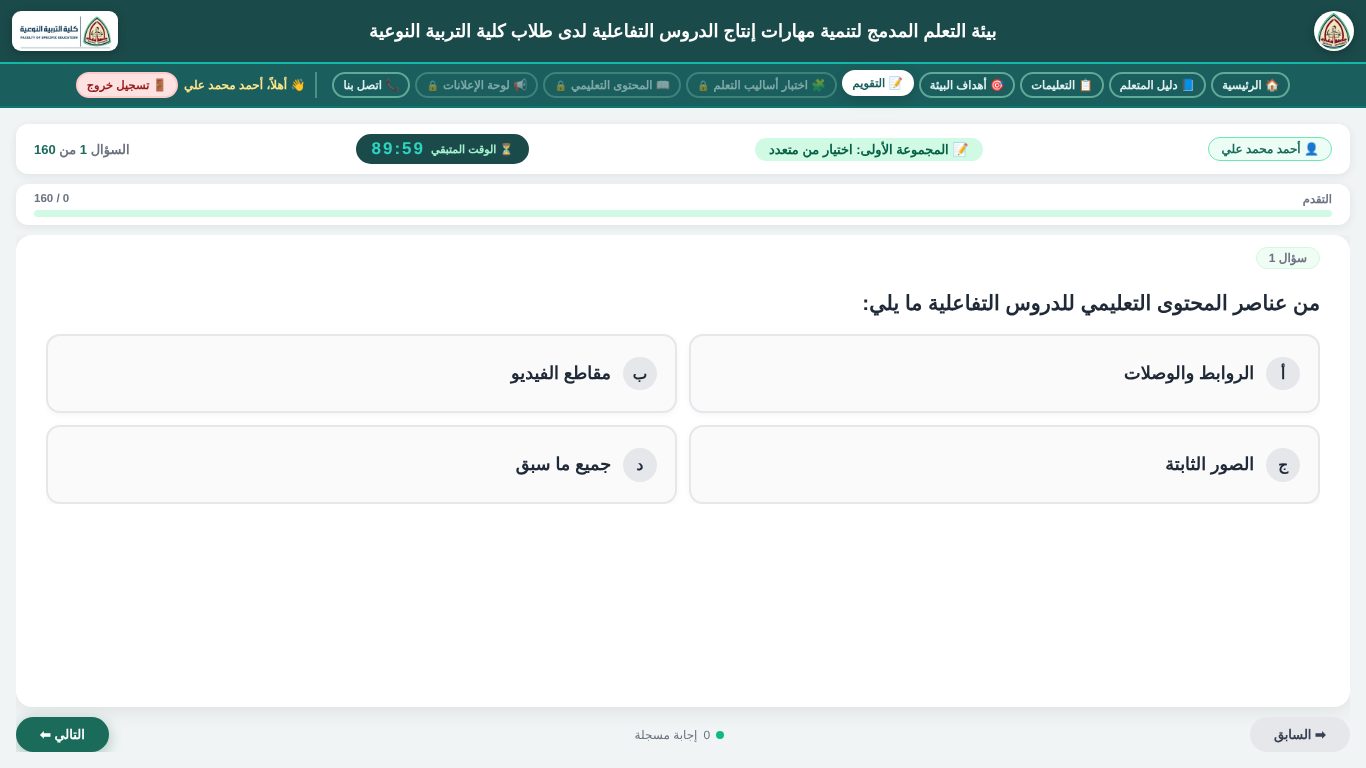 بيئة التعلم المدمج لتنمية مهارات إنتاج الدروس التفاعلية لدى طلاب كلية التربية النوعية
كلية التربية النوعية
FACULTY OF SPECIFIC EDUCATION
🏠 الرئيسية
📘 دليل المتعلم
📋 التعليمات
🎯 أهداف البيئة
📝 التقويم
🧩 اختبار أساليب التعلم 🔒
📖 المحتوى التعليمي 🔒
📢 لوحة الإعلانات 🔒
📞 اتصل بنا
👋 أهلاً، أحمد محمد علي
🚪 تسجيل خروج
👤 أحمد محمد علي
📝 المجموعة الأولى: اختيار من متعدد
⏳ الوقت المتبقي 89:59
السؤال 1 من 160
التقدم
0 / 160
سؤال 1
من عناصر المحتوى التعليمي للدروس التفاعلية ما يلي:
أ الروابط والوصلات
ب مقاطع الفيديو
ج الصور الثابتة
د جميع ما سبق
➡ السابق
0 إجابة مسجلة
التالي ⬅